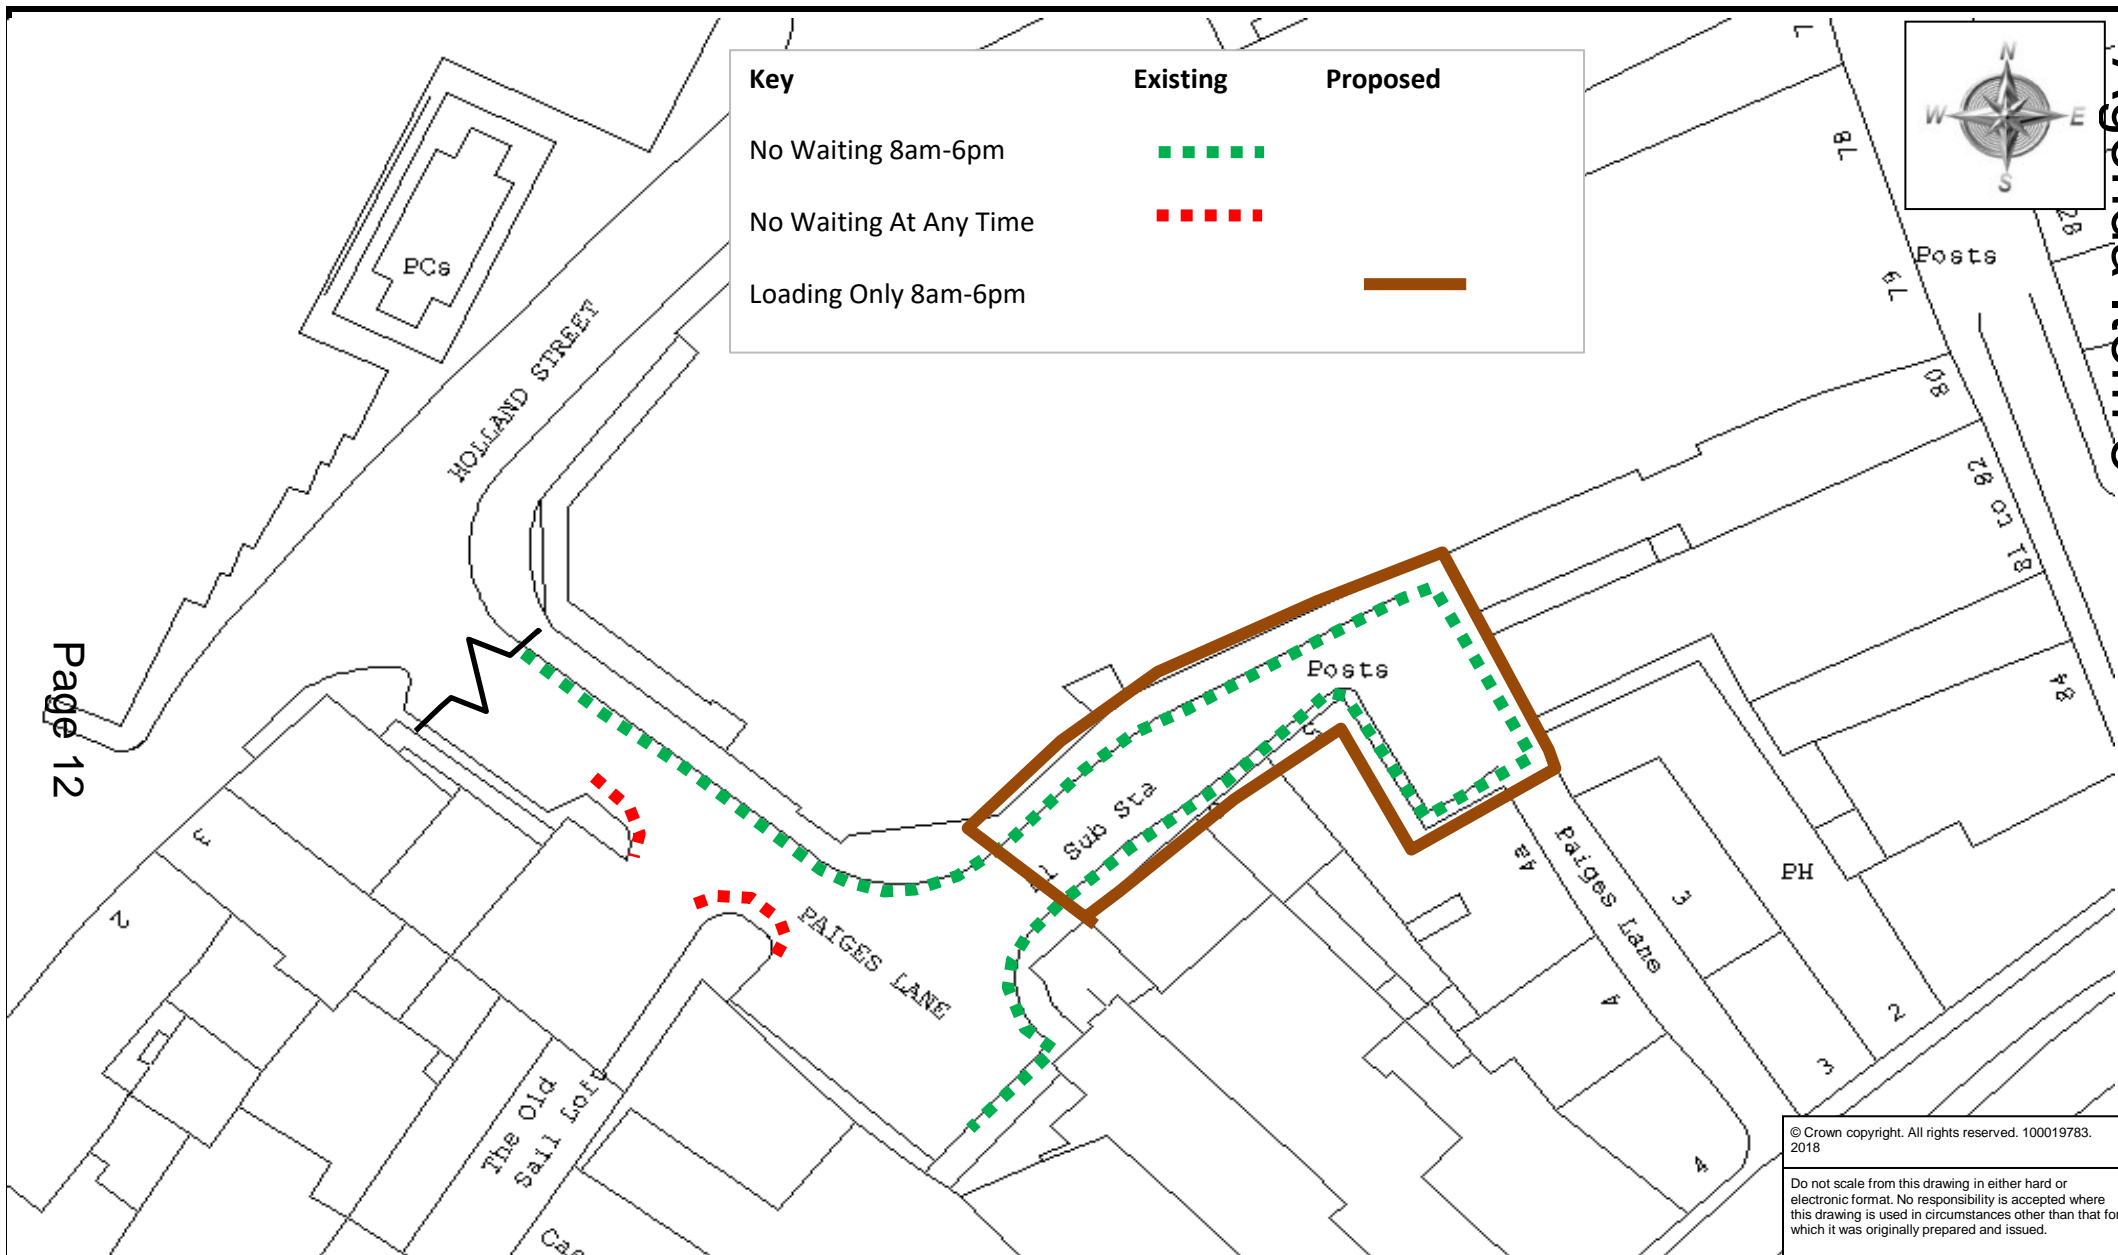 Key Existing Proposed
No Waiting 8am-6pm
No Waiting At Any Time
Loading Only 8am-6pm
N
W E
S
Page 12
PCs
HOLLAND STREET
78
79
80
81 to 82
84
Posts
Posts
Sub Sta
PAIGES LANE
Paiges Lane
PH
4a
4
3
2
3
4
3
2
The Old
Sail Loft
© Crown copyright. All rights reserved. 100019783.
2018
Do not scale from this drawing in either hard or
electronic format. No responsibility is accepted where
this drawing is used in circumstances other than that for
which it was originally prepared and issued.